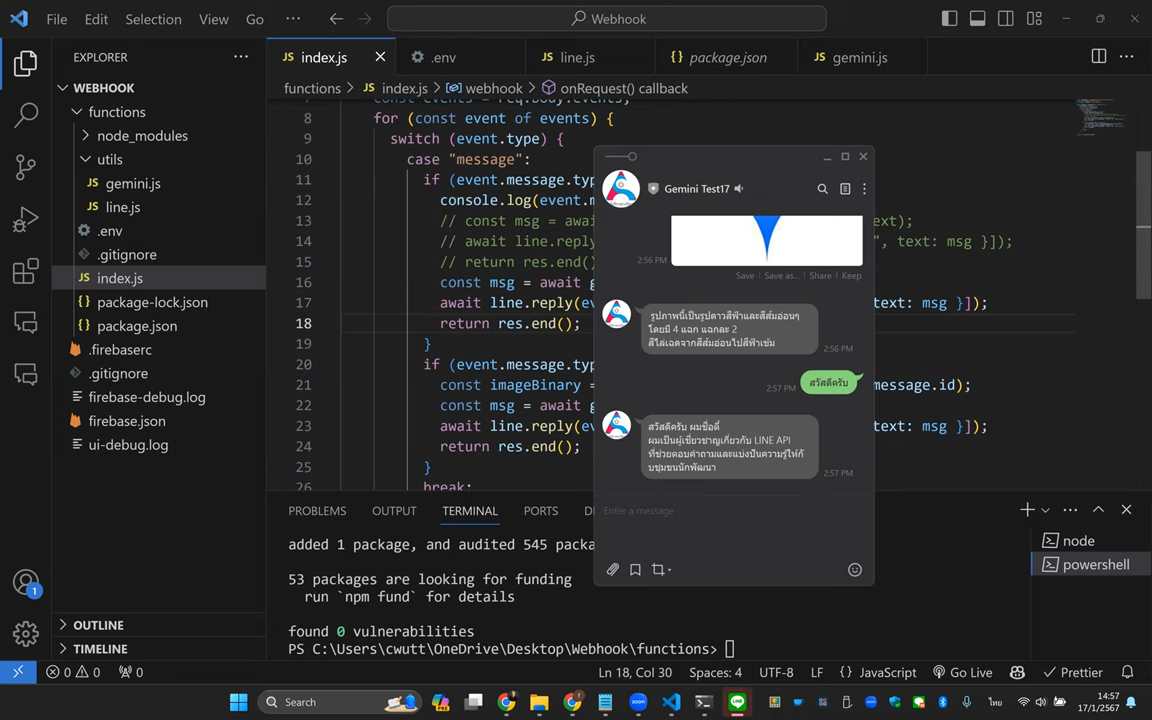 File Edit Selection View Go ··· Webhook
EXPLORER
WEBHOOK
functions
node_modules
utils
gemini.js
line.js
.env
.gitignore
index.js
package-lock.json
package.json
.firebaserc
.gitignore
firebase-debug.log
firebase.json
ui-debug.log
OUTLINE
TIMELINE
index.js .env line.js package.json gemini.js
functions > index.js > webhook > onRequest() callback
const events = req.body.events;
8 for (const event of events) {
9 switch (event.type) {
10 case "message":
11 if (event.message.typ
12 console.log(event.m
13 // const msg = awai text);
14 // await line.reply ", text: msg }]);
15 // return res.end()
16 const msg = await g
17 await line.reply(ev text: msg }]);
18 return res.end();
19 }
20 if (event.message.typ
21 const imageBinary = message.id);
22 const msg = await g
23 await line.reply(ev text: msg }]);
24 return res.end();
25 }
26 break;
Gemini Test17
2:56 PM
Save Save as... Share Keep
รูปภาพนี้เป็นรูปดาวสีฟ้าและสีส้มอ่อนๆ
โดยมี 4 แฉก แฉกละ 2
สีไล่เฉดจากสีส้มอ่อนไปสีฟ้าเข้ม
2:56 PM
สวัสดีครับ
2:57 PM
สวัสดีครับ ผมชื่อตี๋
ผมเป็นผู้เชี่ยวชาญเกี่ยวกับ LINE API
ที่ช่วยตอบคำถามและแบ่งปันความรู้ให้กั
บชุมชนนักพัฒนา
2:57 PM
Enter a message
PROBLEMS OUTPUT TERMINAL PORTS
added 1 package, and audited 545 packa
53 packages are looking for funding
run `npm fund` for details
found 0 vulnerabilities
PS C:\Users\cwutt\OneDrive\Desktop\Webhook\functions>
node
powershell
0 0 0 Ln 18, Col 30 Spaces: 4 UTF-8 LF JavaScript Go Live Prettier
Search ไทย 14:57
17/1/2567